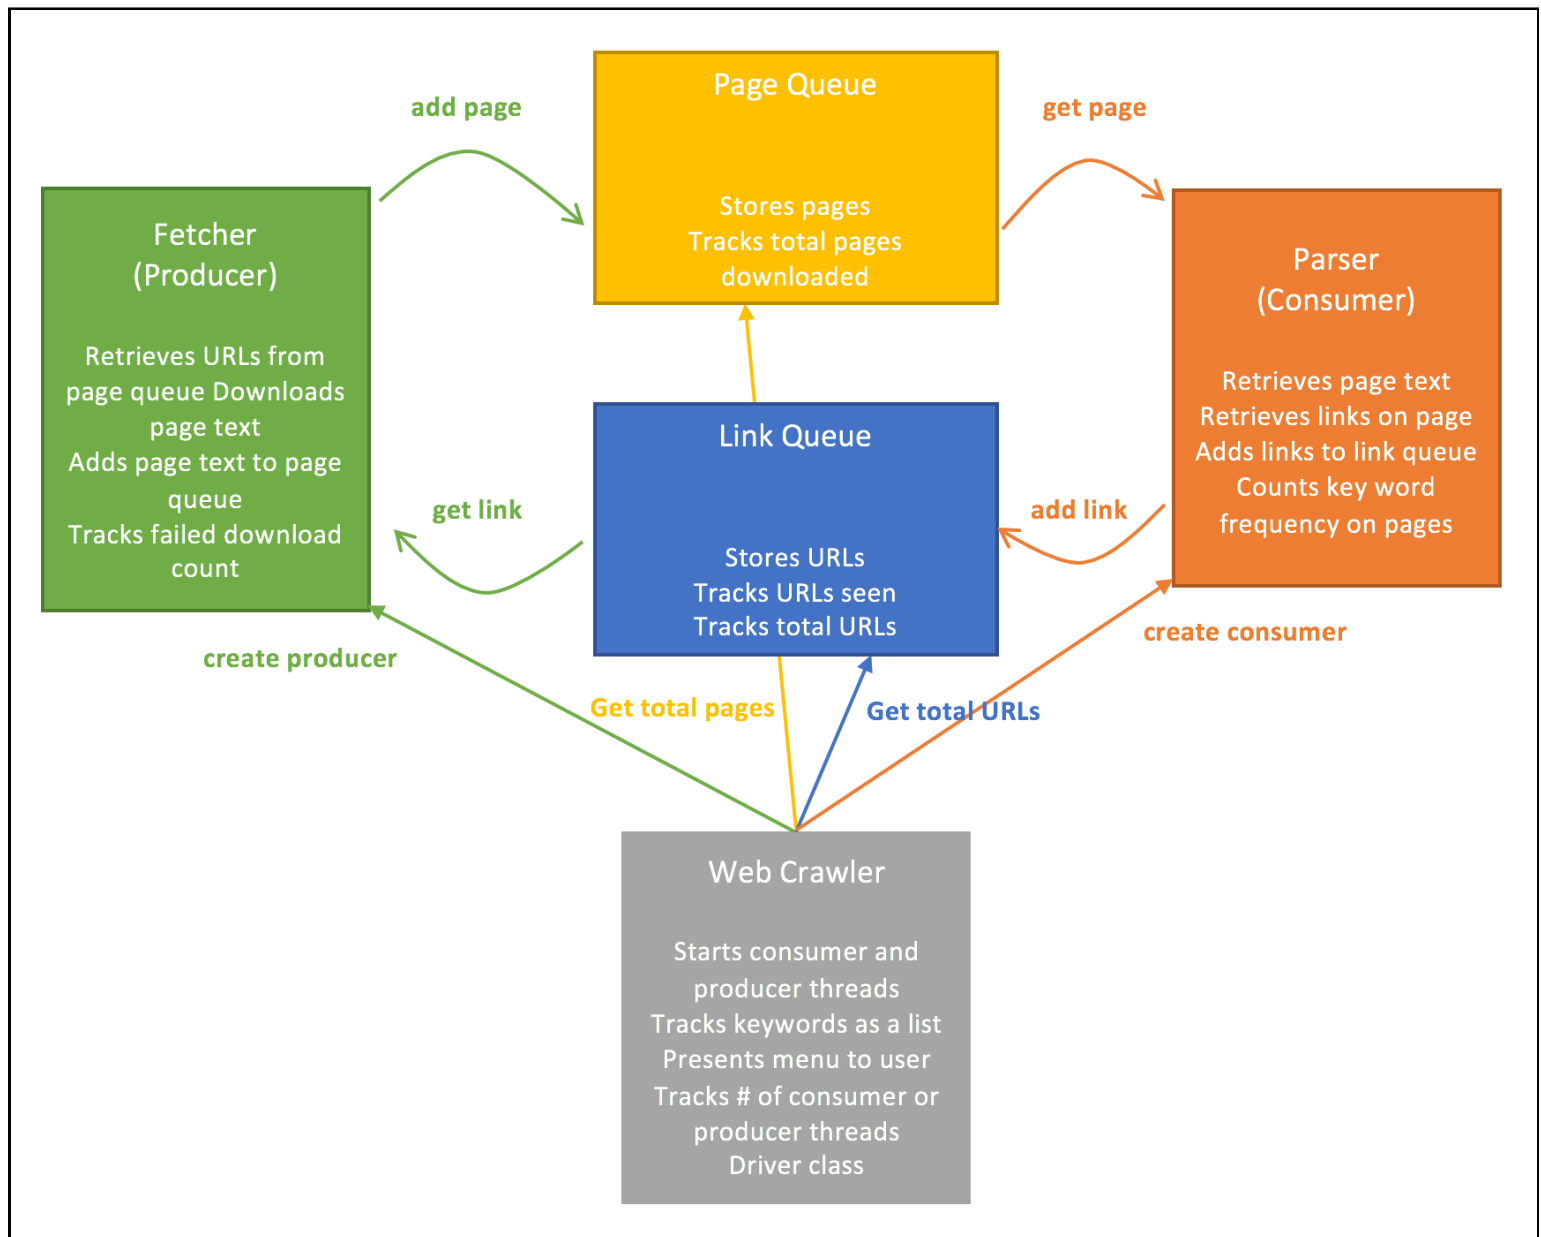 Page Queue
Stores pages
Tracks total pages
downloaded
add page
get page
Fetcher
(Producer)
Retrieves URLs from
page queue Downloads
page text
Adds page text to page
queue
Tracks failed download
count
Parser
(Consumer)
Retrieves page text
Retrieves links on page
Adds links to link queue
Counts key word
frequency on pages
Link Queue
Stores URLs
Tracks URLs seen
Tracks total URLs
get link
add link
create producer
create consumer
Get total pages
Get total URLs
Web Crawler
Starts consumer and
producer threads
Tracks keywords as a list
Presents menu to user
Tracks # of consumer or
producer threads
Driver class